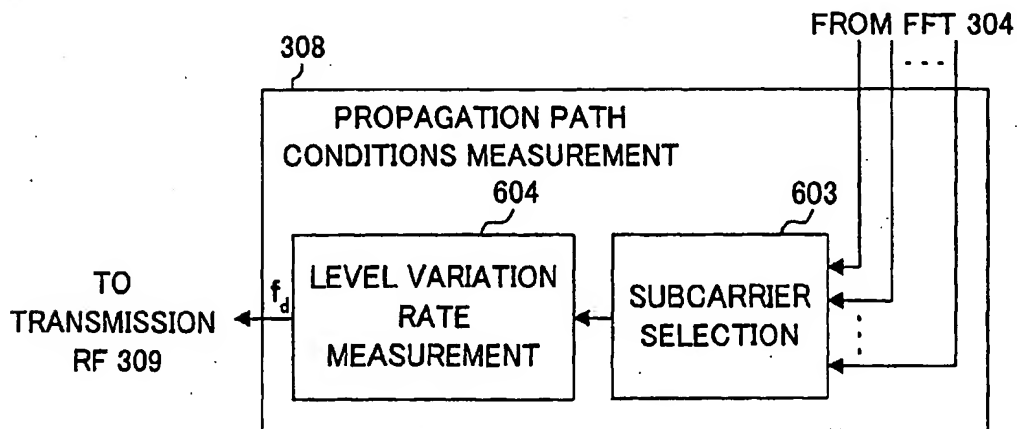 FROM FFT 304
308
PROPAGATION PATH
CONDITIONS MEASUREMENT
604
603
TO
TRANSMISSION
RF 309
fd
LEVEL VARIATION
RATE
MEASUREMENT
SUBCARRIER
SELECTION